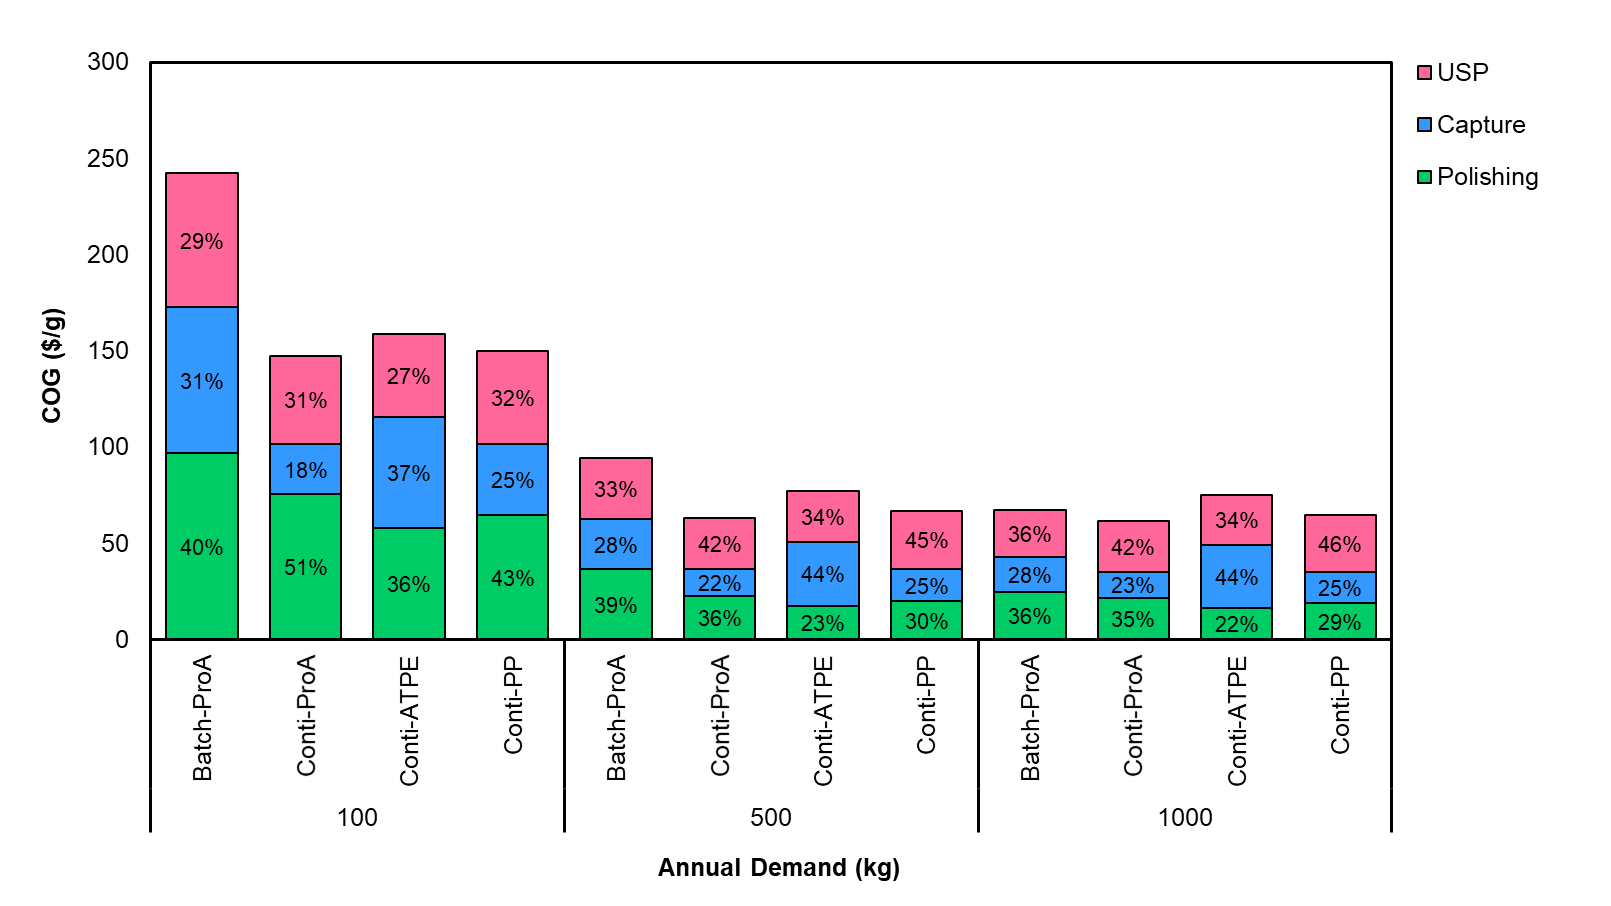 300
250
200
150
100
50
0
COG ($/g)
USP
Capture
Polishing
29%
31%
40%
31%
18%
51%
27%
37%
36%
32%
25%
43%
33%
28%
39%
42%
22%
36%
34%
44%
23%
45%
25%
30%
36%
28%
36%
42%
23%
35%
34%
44%
22%
46%
25%
29%
Batch-ProA
Conti-ProA
Conti-ATPE
Conti-PP
Batch-ProA
Conti-ProA
Conti-ATPE
Conti-PP
Batch-ProA
Conti-ProA
Conti-ATPE
Conti-PP
100
500
1000
Annual Demand (kg)